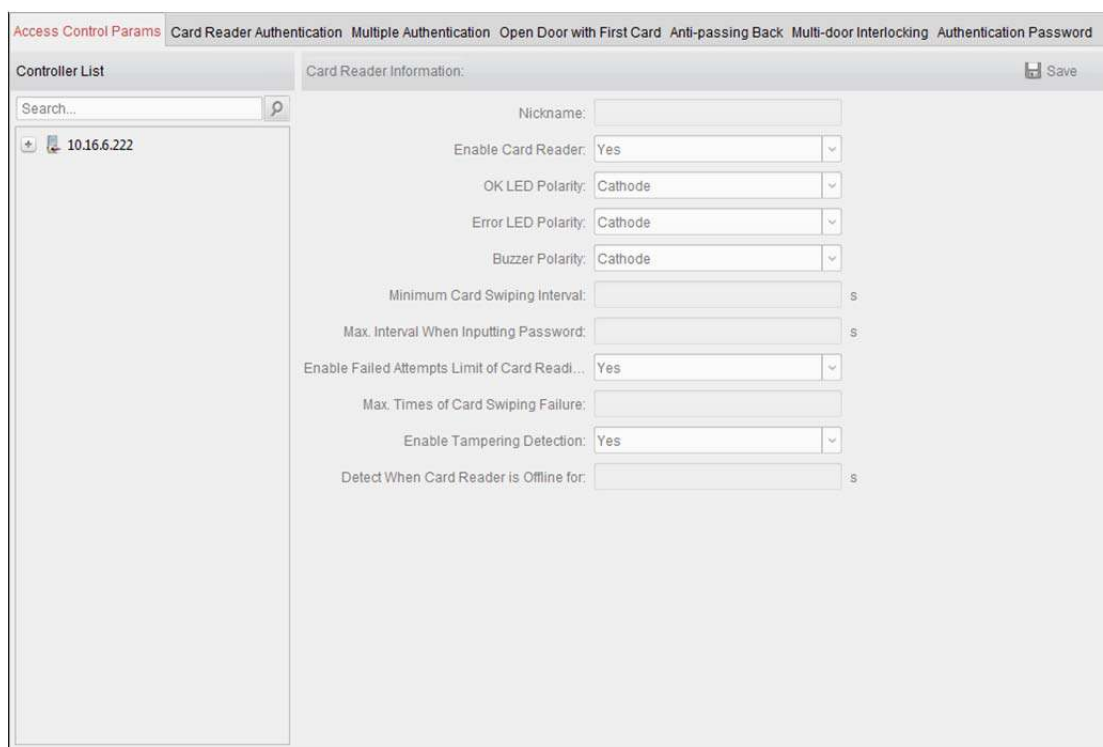 Access Control Params Card Reader Authentication Multiple Authentication Open Door with First Card Anti-passing Back Multi-door Interlocking Authentication Password
Controller List
Search...
10.16.6.222
Card Reader Information:
Save
Nickname:
Enable Card Reader: Yes
OK LED Polarity: Cathode
Error LED Polarity: Cathode
Buzzer Polarity: Cathode
Minimum Card Swiping Interval: s
Max. Interval When Inputting Password: s
Enable Failed Attempts Limit of Card Readi... Yes
Max. Times of Card Swiping Failure:
Enable Tampering Detection: Yes
Detect When Card Reader is Offline for: s